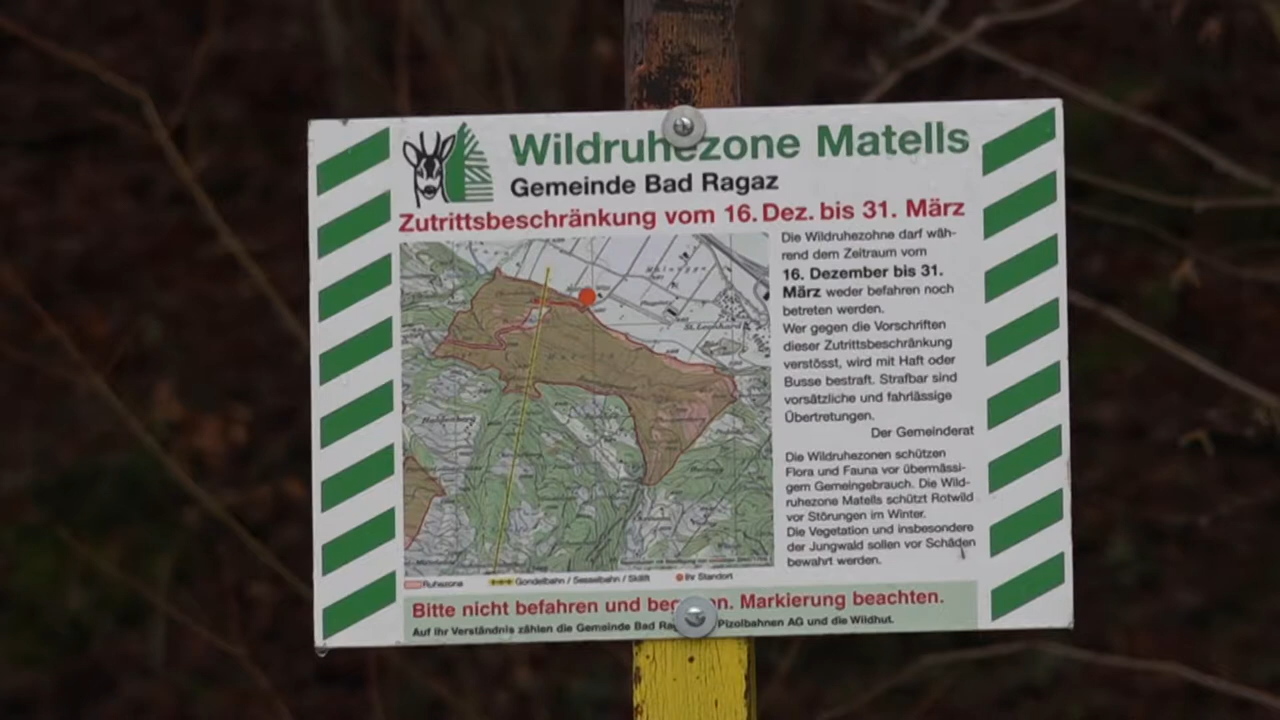 Wildruhezone Matells
Gemeinde Bad Ragaz
Zutrittsbeschränkung vom 16. Dez. bis 31. März
Die Wildruhezohne darf wäh-
rend dem Zeitraum vom
16. Dezember bis 31.
März weder befahren noch
betreten werden.
Wer gegen die Vorschriften
dieser Zutrittsbeschränkung
verstösst, wird mit Haft oder
Busse bestraft. Strafbar sind
vorsätzliche und fahrlässige
Übertretungen.
Der Gemeinderat
Die Wildruhezonen schützen
Flora und Fauna vor übermässi-
gem Gemeingebrauch. Die Wild-
ruhezone Matells schützt Rotwild
vor Störungen im Winter.
Die Vegetation und insbesondere
der Jungwald sollen vor Schäden
bewahrt werden.
Ruhezone Gondelbahn / Sesselbahn / Skilift Ihr Standort
Bitte nicht befahren und Markierung beachten.
Auf Ihr Verständnis zählen die Gemeinde Bad Pizolbahnen AG und die Wildhut.